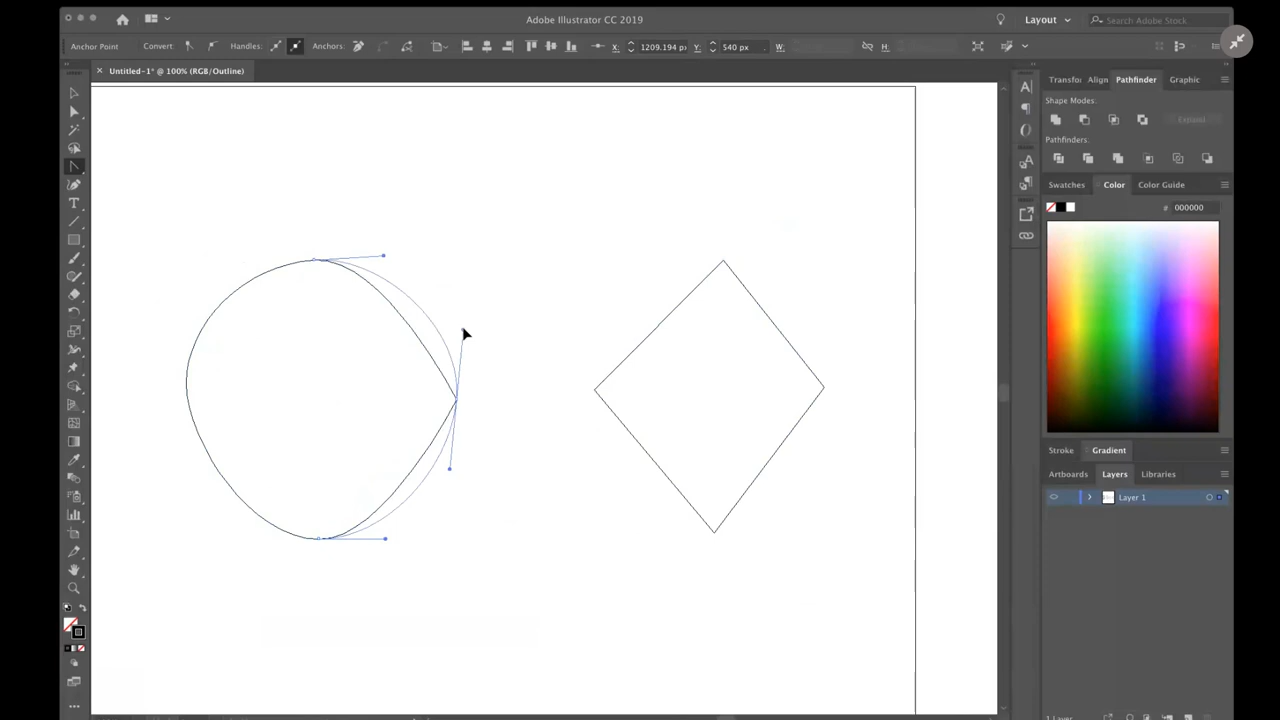 Adobe Illustrator CC 2019
Layout
Search Adobe Stock
Anchor Point
Convert:
Handles:
Anchors:
X:
1209.194 px
Y:
540 px
W:
H:
× Untitled-1* @ 100% (RGB/Outline)
Transfor
Align
Pathfinder
Graphic
Shape Modes:
Expand
Pathfinders:
Swatches
Color
Color Guide
# 000000
Stroke
Gradient
Artboards
Layers
Libraries
Layer 1
1 Layer